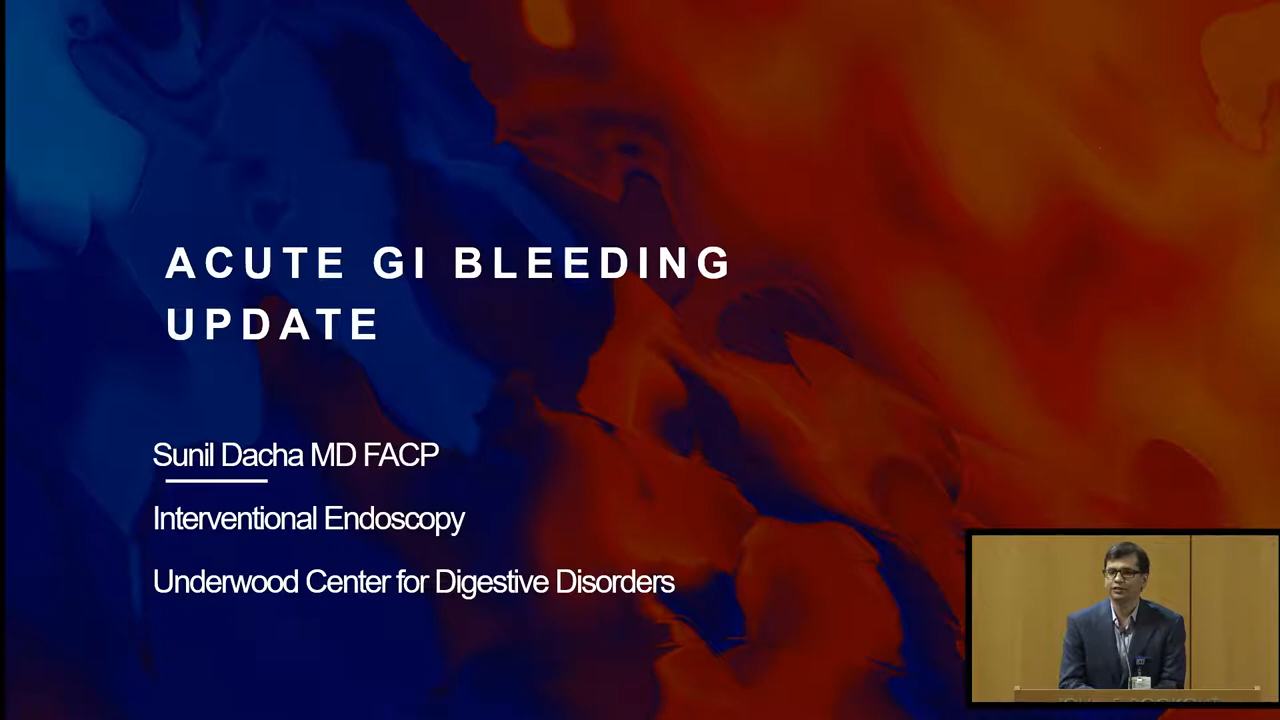 ACUTE GI BLEEDING
UPDATE
Sunil Dacha MD FACP
Interventional Endoscopy
Underwood Center for Digestive Disorders